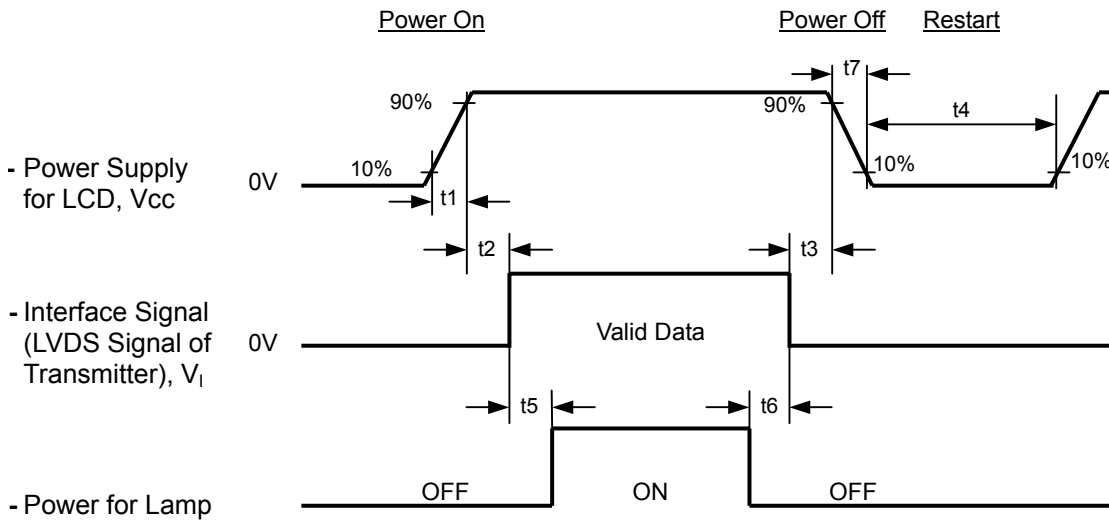 Power On
Power Off
Restart
t7
90%
90%
t4
10%
10%
10%
- Power Supply
for LCD, Vcc
0V
t1
t2
t3
- Interface Signal
(LVDS Signal of
Transmitter), VI
0V
Valid Data
t5
t6
- Power for Lamp
OFF
ON
OFF